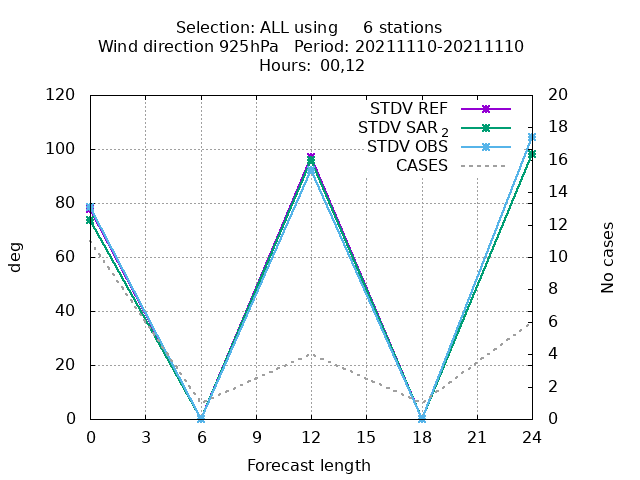 Selection: ALL using 6 stations
Wind direction 925hPa Period: 20211110-20211110
Hours: 00,12
STDV REF
STDV SAR 2
STDV OBS
CASES
deg
120
100
80
60
40
20
0
20
18
16
14
12
10
8
6
4
2
0
No cases
0 3 6 9 12 15 18 21 24
Forecast length